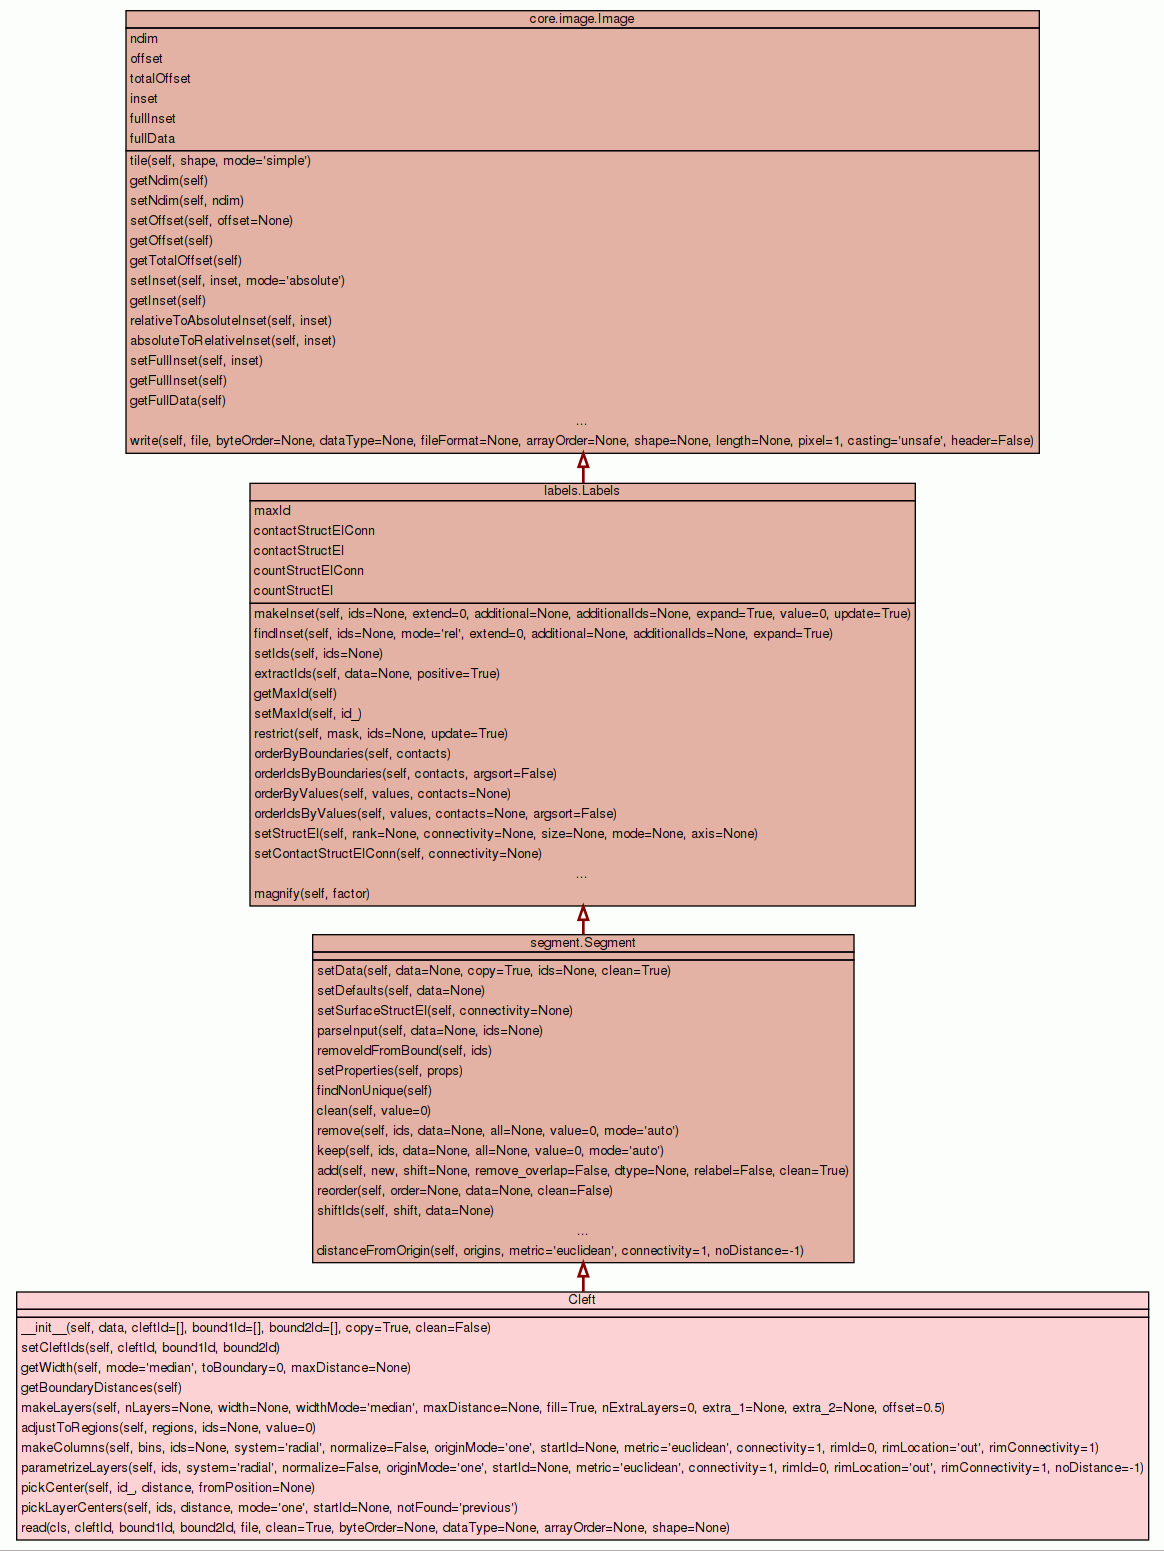 core.image.Image
ndim
offset
totalOffset
inset
fullInset
fullData
tile(self, shape, mode='simple')
getNdim(self)
setNdim(self, ndim)
setOffset(self, offset=None)
getOffset(self)
getTotalOffset(self)
setInset(self, inset, mode='absolute')
getInset(self)
relativeToAbsoluteInset(self, inset)
absoluteToRelativeInset(self, inset)
setFullInset(self, inset)
getFullInset(self)
getFullData(self)
...
write(self, file, byteOrder=None, dataType=None, fileFormat=None, arrayOrder=None, shape=None, length=None, pixel=1, casting='unsafe', header=False)
labels.Labels
maxId
contactStructElConn
contactStructEl
countStructElConn
countStructEl
makeInset(self, ids=None, extend=0, additional=None, additionalIds=None, expand=True, value=0, update=True)
findInset(self, ids=None, mode='rel', extend=0, additional=None, additionalIds=None, expand=True)
setIds(self, ids=None)
extractIds(self, data=None, positive=True)
getMaxId(self)
setMaxId(self, id_)
restrict(self, mask, ids=None, update=True)
orderByBoundaries(self, contacts)
orderIdsByBoundaries(self, contacts, argsort=False)
orderByValues(self, values, contacts=None)
orderIdsByValues(self, values, contacts=None, argsort=False)
setStructEl(self, rank=None, connectivity=None, size=None, mode=None, axis=None)
setContactStructElConn(self, connectivity=None)
...
magnify(self, factor)
segment.Segment
setData(self, data=None, copy=True, ids=None, clean=True)
setDefaults(self, data=None)
setSurfaceStructEl(self, connectivity=None)
parseInput(self, data=None, ids=None)
removeIdFromBound(self, ids)
setProperties(self, props)
findNonUnique(self)
clean(self, value=0)
remove(self, ids, data=None, all=None, value=0, mode='auto')
keep(self, ids, data=None, all=None, value=0, mode='auto')
add(self, new, shift=None, remove_overlap=False, dtype=None, relabel=False, clean=True)
reorder(self, order=None, data=None, clean=False)
shiftIds(self, shift, data=None)
...
distanceFromOrigin(self, origins, metric='euclidean', connectivity=1, noDistance=-1)
Cleft
__init__(self, data, cleftId=[], bound1Id=[], bound2Id=[], copy=True, clean=False)
setCleftIds(self, cleftId, bound1Id, bound2Id)
getWidth(self, mode='median', toBoundary=0, maxDistance=None)
getBoundaryDistances(self)
makeLayers(self, nLayers=None, width=None, widthMode='median', maxDistance=None, fill=True, nExtraLayers=0, extra_1=None, extra_2=None, offset=0.5)
adjustToRegions(self, regions, ids=None, value=0)
makeColumns(self, bins, ids=None, system='radial', normalize=False, originMode='one', startId=None, metric='euclidean', connectivity=1, rimId=0, rimLocation='out', rimConnectivity=1)
parametrizeLayers(self, ids, system='radial', normalize=False, originMode='one', startId=None, metric='euclidean', connectivity=1, rimId=0, rimLocation='out', rimConnectivity=1, noDistance=-1)
pickCenter(self, id_, distance, fromPosition=None)
pickLayerCenters(self, ids, distance, mode='one', startId=None, notFound='previous')
read(cls, cleftId, bound1Id, bound2Id, file, clean=True, byteOrder=None, dataType=None, arrayOrder=None, shape=None)